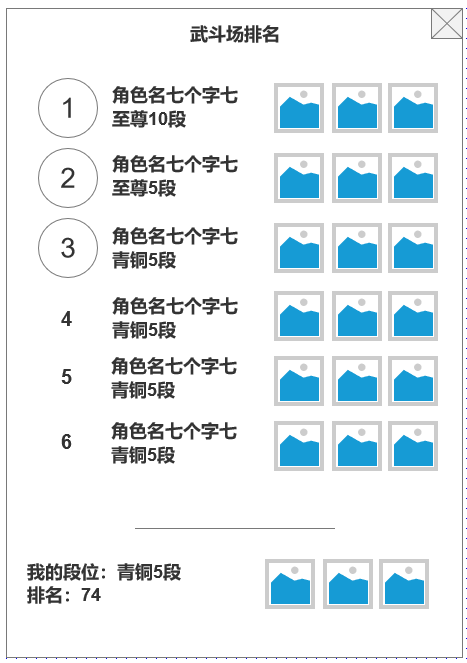 武斗场排名
1
角色名七个字七
至尊10段
2
角色名七个字七
至尊5段
3
角色名七个字七
青铜5段
4
角色名七个字七
青铜5段
5
角色名七个字七
青铜5段
6
角色名七个字七
青铜5段
我的段位：青铜5段
排名：74